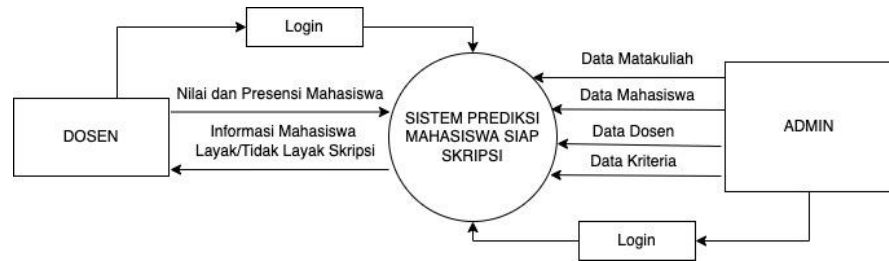 Login
Nilai dan Presensi Mahasiswa
DOSEN
Informasi Mahasiswa
Layak/Tidak Layak Skripsi
SISTEM PREDIKSI
MAHASISWA SIAP
SKRIPSI
Data Matakuliah
Data Mahasiswa
Data Dosen
Data Kriteria
ADMIN
Login